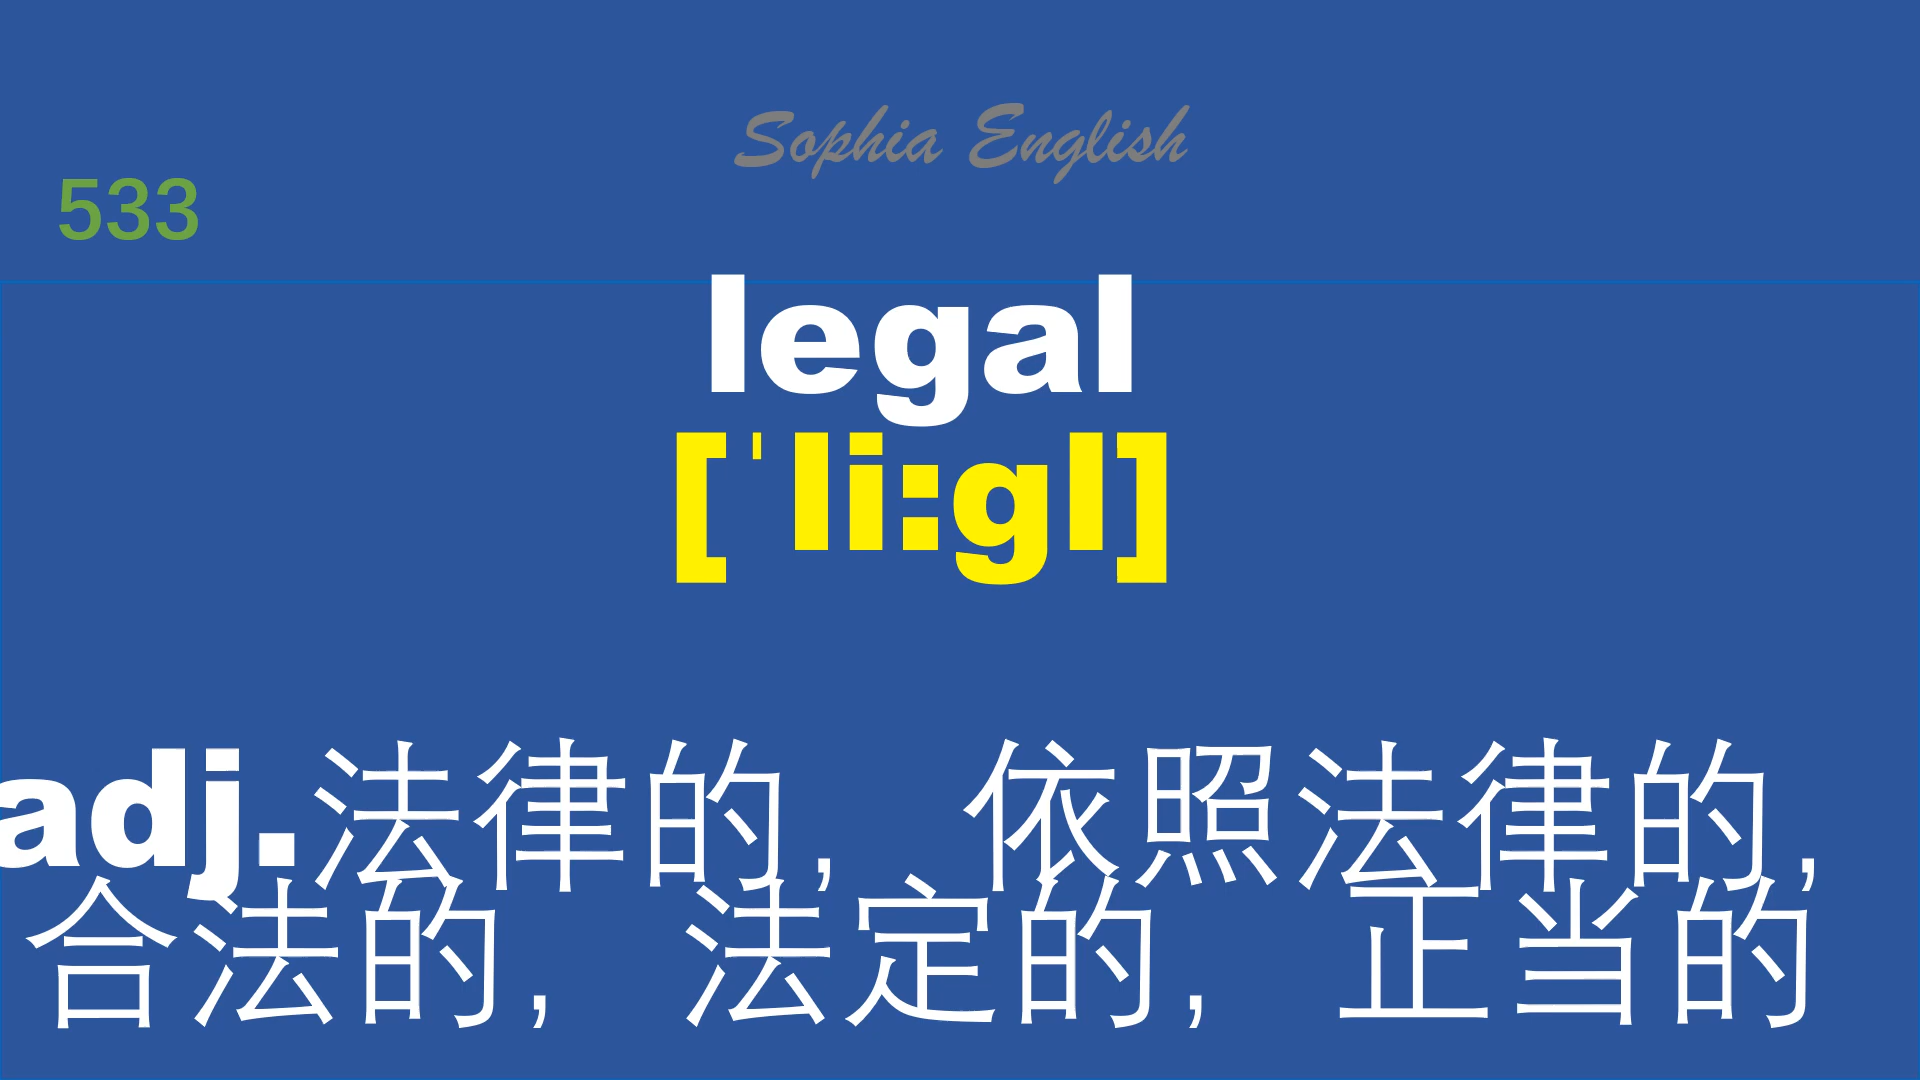 Sophia English
533
legal
[ˈli:gl]
adj.法律的, 依照法律的,
合法的, 法定的, 正当的